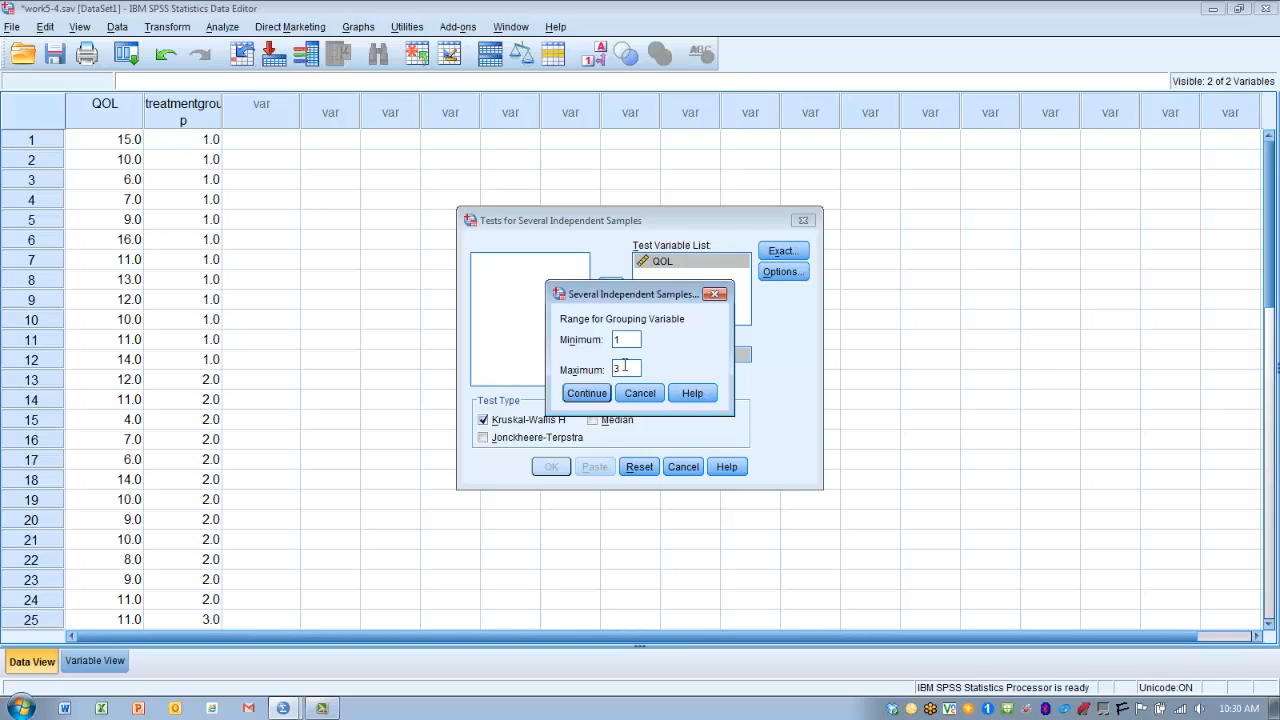 *work5-4.sav [DataSet1] - IBM SPSS Statistics Data Editor
File Edit View Data Transform Analyze Direct Marketing Graphs Utilities Add-ons Window Help
Visible: 2 of 2 Variables
QOL treatmentgrou p var var var var var var var var var var var var var var var var var
1 15.0 1.0
2 10.0 1.0
3 6.0 1.0
4 7.0 1.0
5 9.0 1.0
6 16.0 1.0
7 11.0 1.0
8 13.0 1.0
9 12.0 1.0
10 10.0 1.0
11 11.0 1.0
12 14.0 1.0
13 12.0 2.0
14 11.0 2.0
15 4.0 2.0
16 7.0 2.0
17 6.0 2.0
18 14.0 2.0
19 10.0 2.0
20 9.0 2.0
21 10.0 2.0
22 8.0 2.0
23 9.0 2.0
24 11.0 2.0
25 11.0 3.0
Tests for Several Independent Samples
Test Variable List:
QOL
Exact...
Options...
Several Independent Samples...
Range for Grouping Variable
Minimum: 1
Maximum: 3
Continue Cancel Help
Test Type
Kruskal-Wallis H Median
Jonckheere-Terpstra
OK Paste Reset Cancel Help
Data View Variable View
IBM SPSS Statistics Processor is ready Unicode:ON
10:30 AM